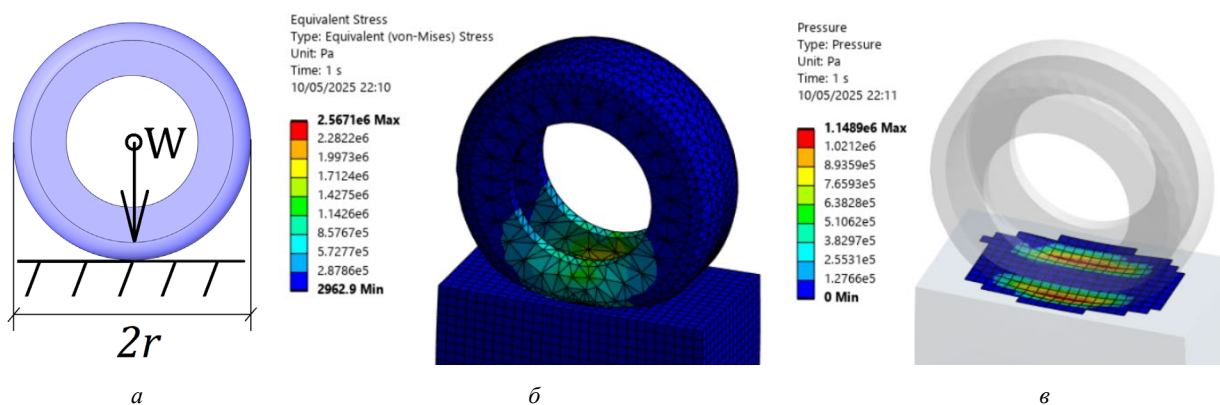 W
2r
а
Equivalent Stress
Type: Equivalent (von-Mises) Stress
Unit: Pa
Time: 1 s
10/05/2025 22:10
2.5671e6 Max
2.2822e6
1.9973e6
1.7124e6
1.4275e6
1.1426e6
8.5767e5
5.7277e5
2.8786e5
2962.9 Min
б
Pressure
Type: Pressure
Unit: Pa
Time: 1 s
10/05/2025 22:11
1.1489e6 Max
1.0212e6
8.9359e5
7.6593e5
6.3828e5
5.1062e5
3.8297e5
2.5531e5
1.2766e5
0 Min
в